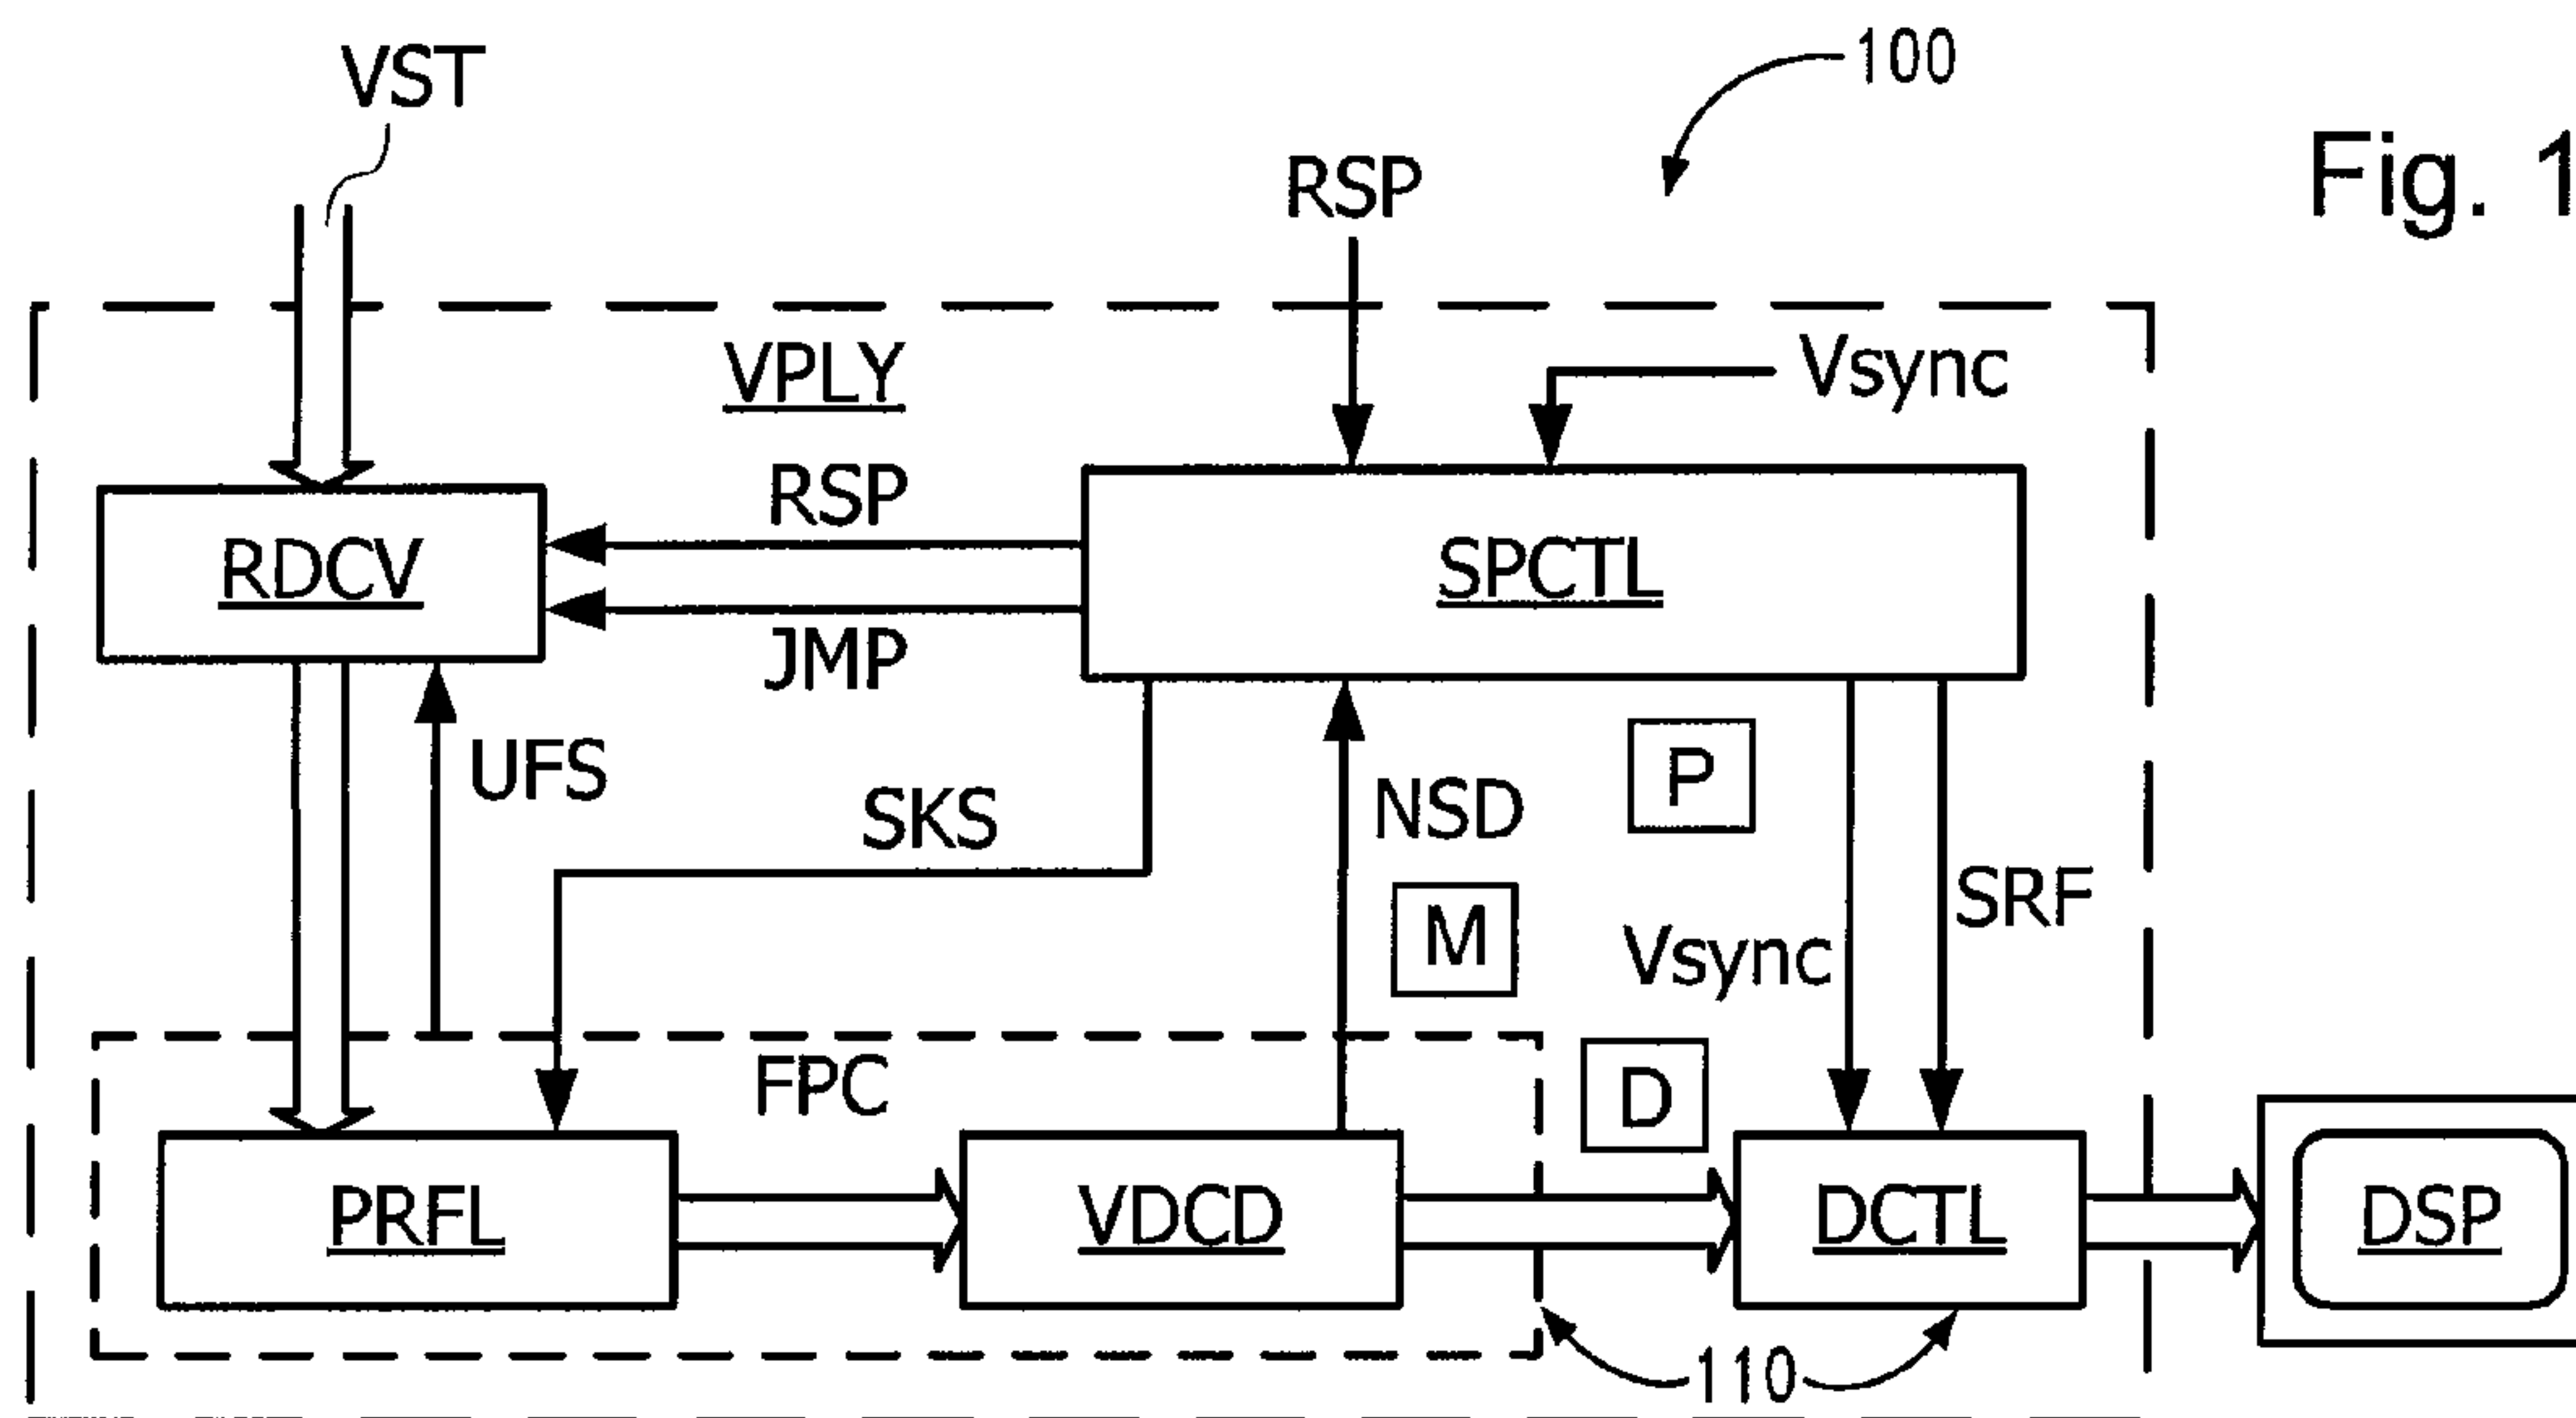 VST
100
Fig. 1
RSP
VPLY
Vsync
RSP
RDCV
SPCTL
JMP
UFS
P
SKS
NSD
SRF
M
Vsync
FPC
D
PRFL
VDCD
DCTL
DSP
110